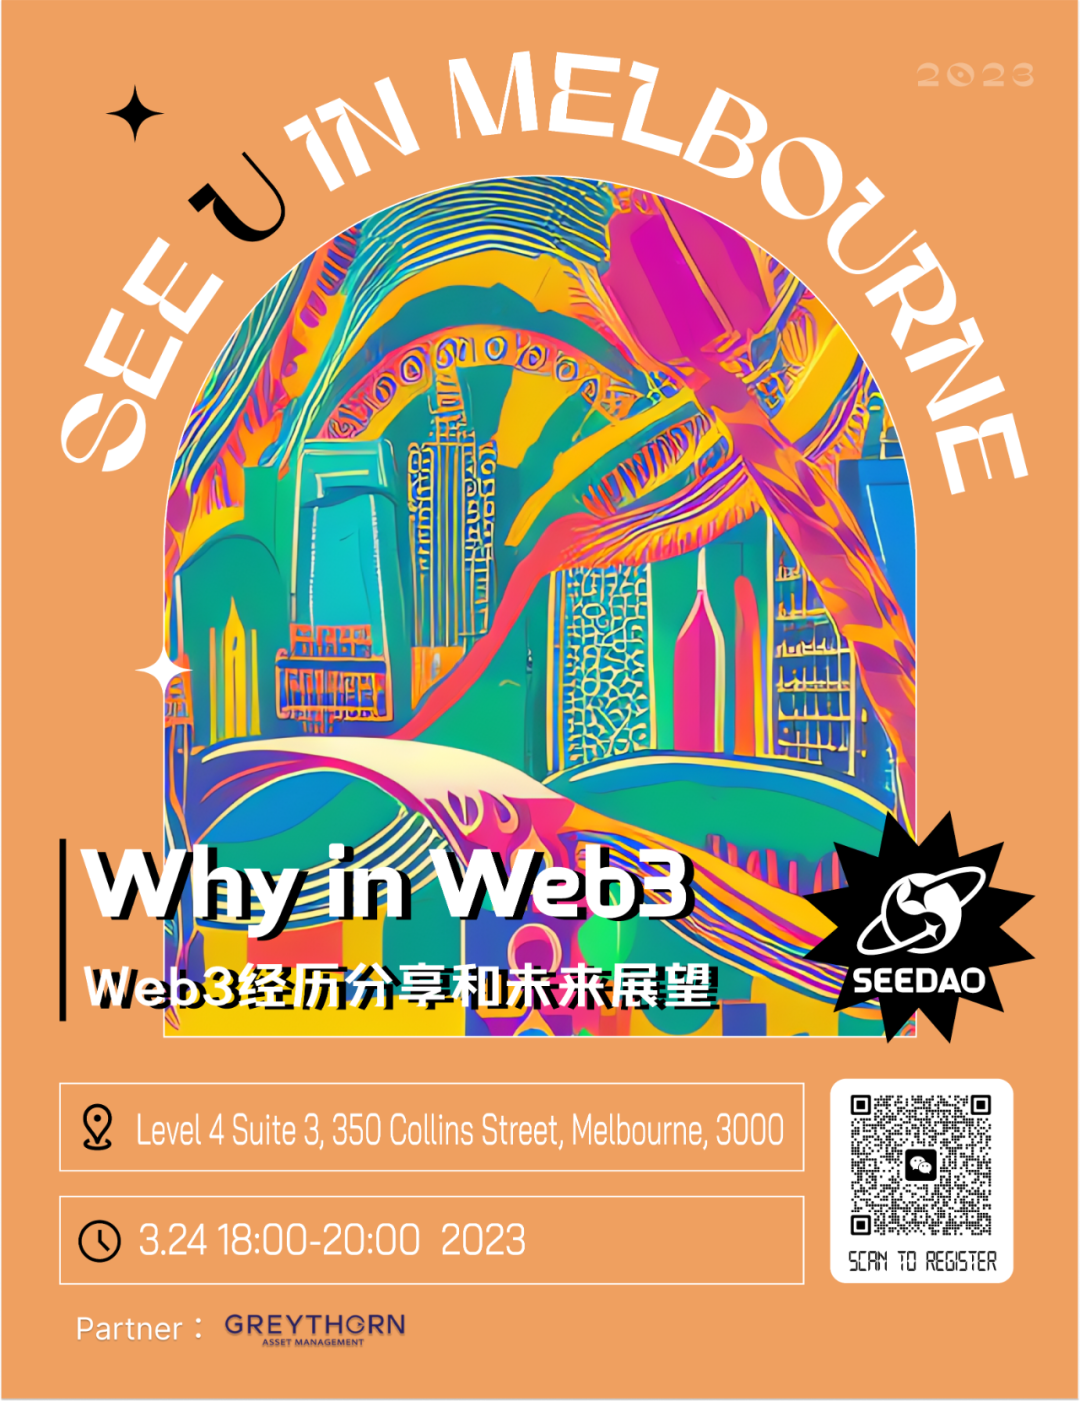 2023
SEE U IN MELBOURNE
Why in Web3
Web3经历分享和未来展望
SEEDAO
Level 4 Suite 3, 350 Collins Street, Melbourne, 3000
3.24 18:00-20:00 2023
SCAN TO REGISTER
Partner：
GREYTHORN
ASSET MANAGEMENT